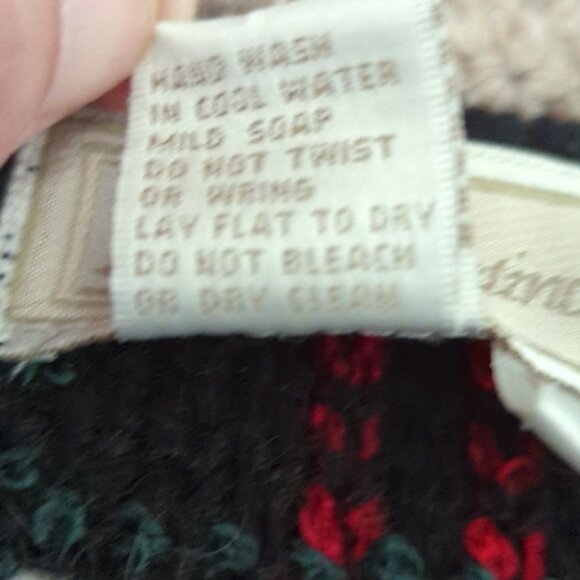 HAND WASH
IN COOL WATER
MILD SOAP
DO NOT TWIST
OR WRING
LAY FLAT TO DRY
DO NOT BLEACH
OR DRY CLEAN